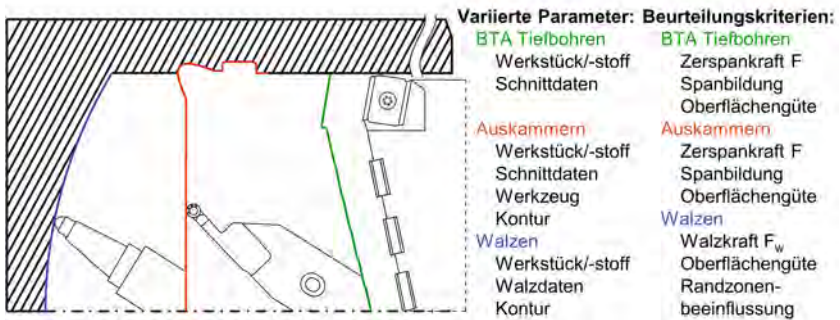 Variierte Parameter:
BTA Tiefbohren
Werkstück/-stoff
Schnittdaten
Auskammern
Werkstück/-stoff
Schnittdaten
Werkzeug
Kontur
Walzen
Werkstück/-stoff
Walzdaten
Kontur
Beurteilungskriterien:
BTA Tiefbohren
Zerspankraft F
Spanbildung
Oberflächengüte
Auskammern
Zerspankraft F
Spanbildung
Oberflächengüte
Walzen
Walzkraft Fw
Oberflächengüte
Randzonen-
beeinflussung